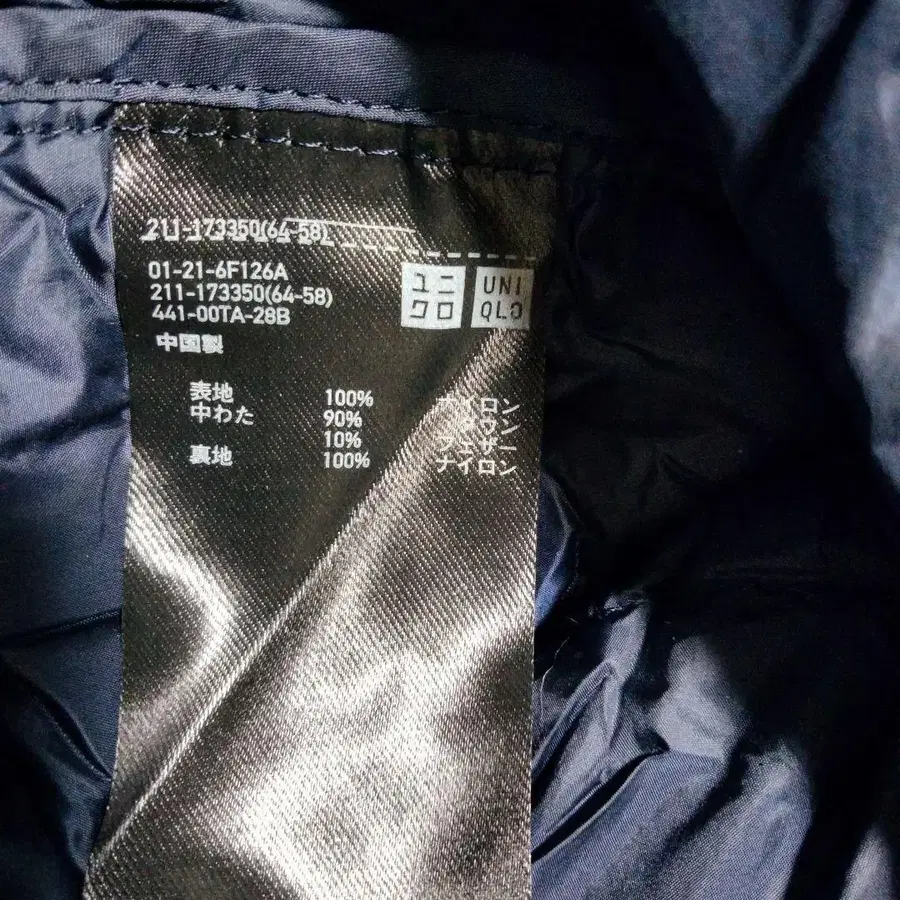 211-173350(64-58)
01-21-6F126A
211-173350(64-58)
441-00TA-28B
中国製
ユニ
クロ
UNI
QLO
表地 100% ナイロン
中わた 90% ダウン
10% フェザー
裏地 100% ナイロン